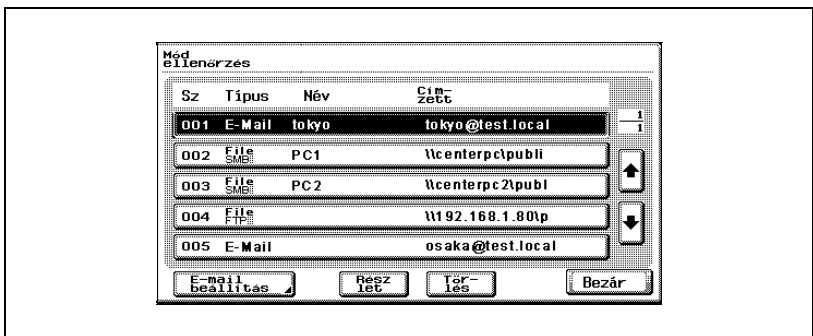 Mód
ellenőrzés
Sz Típus Név Cím-
zett
001 E-Mail tokyo tokyo@test.local
1
1
002 File
SMB PC1 \\centerpc\publi
003 File
SMB PC2 \\centerpc2\publ
004 File
FTP \\192.168.1.80\p
005 E-Mail osaka@test.local
E-mail
beállítás
Rész
let
Tör-
lés
Bezár